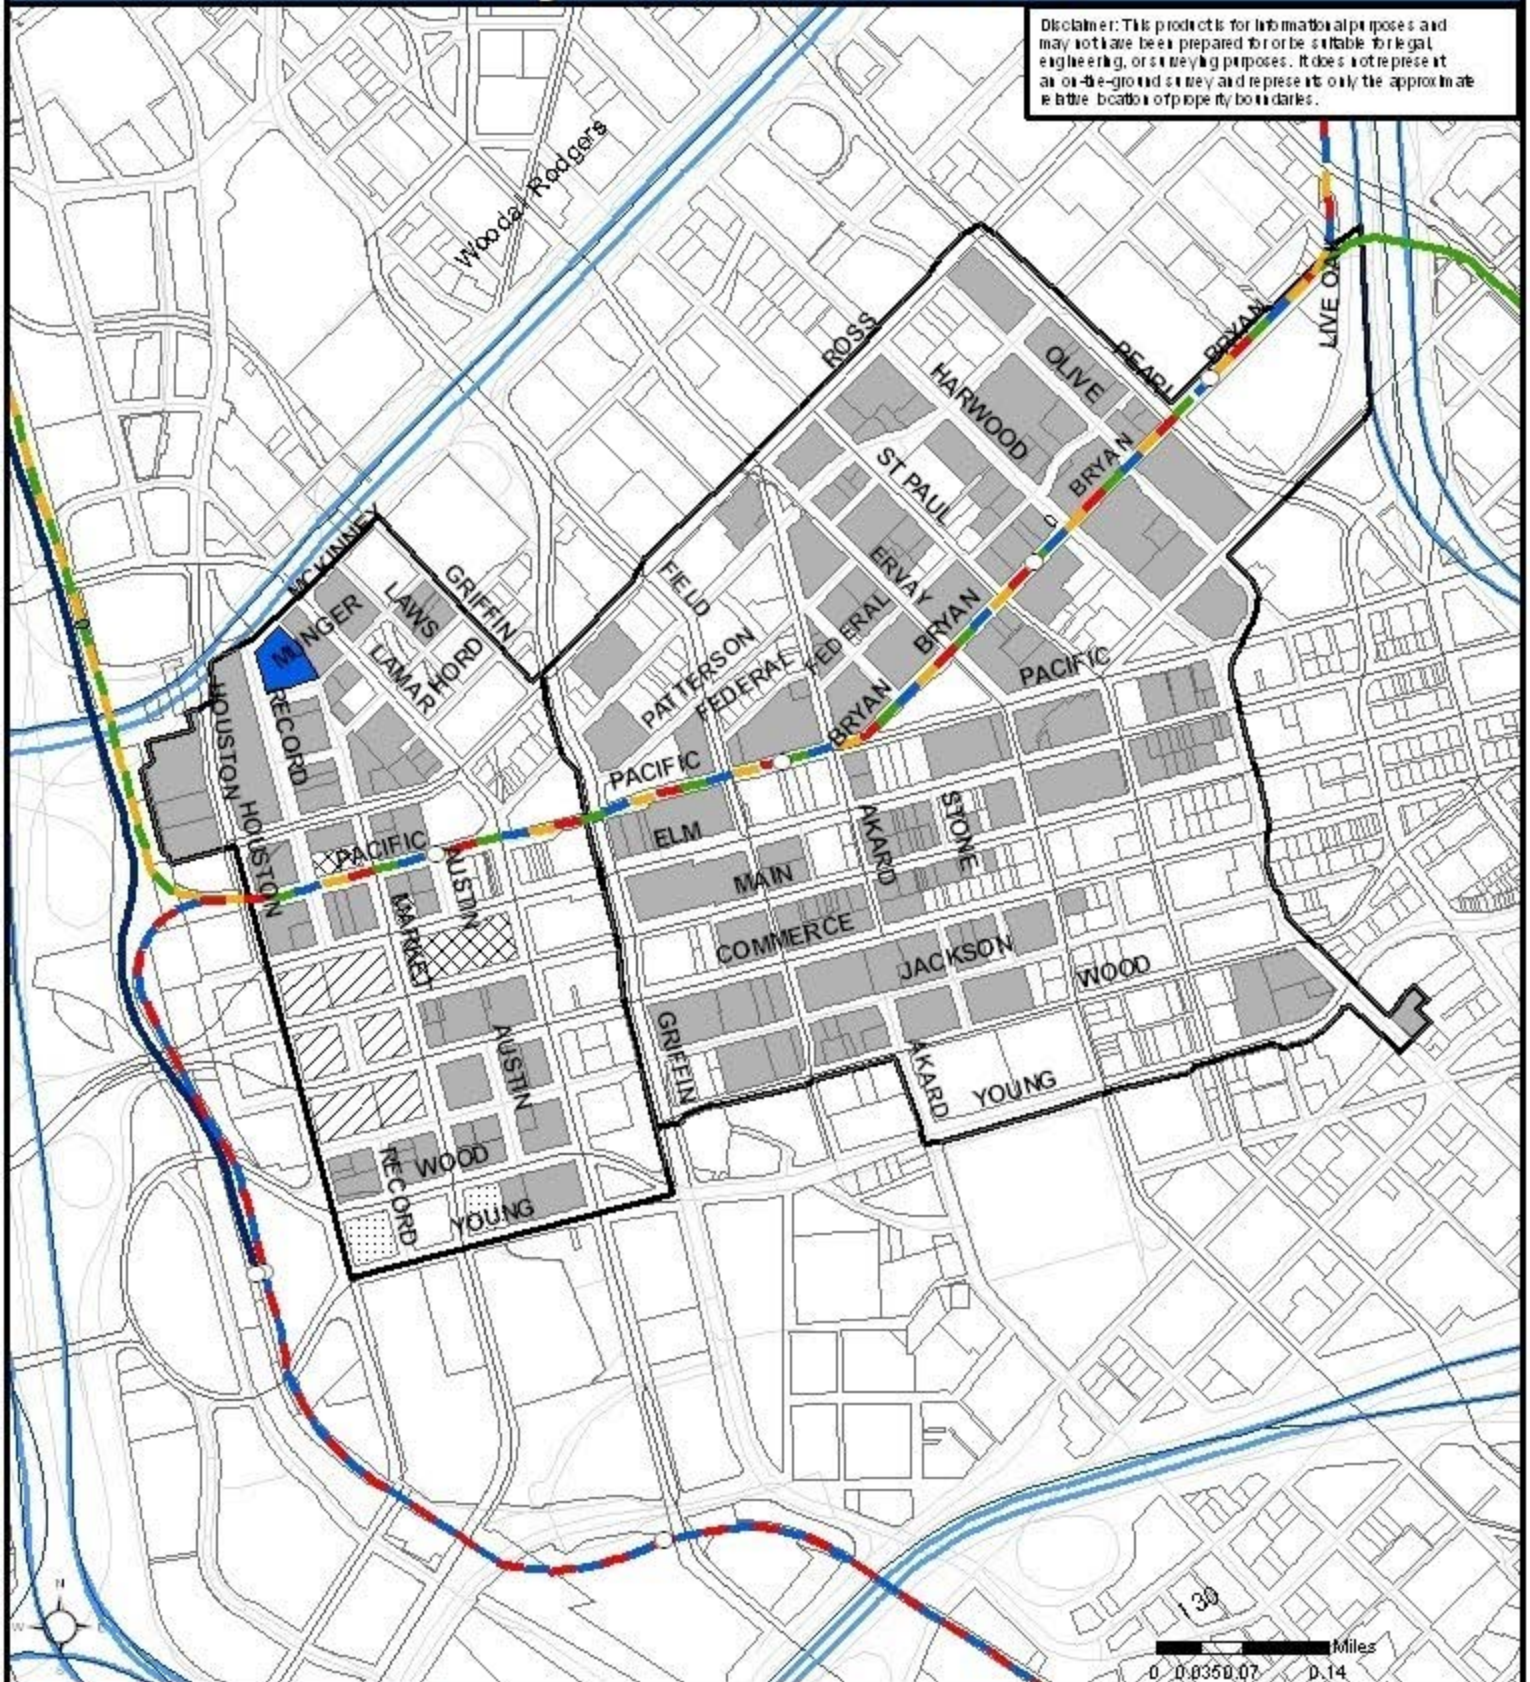 Disclaimer: This product is for informational purposes and
may not have been prepared for or be suitable for legal,
engineering, or surveying purposes. It does not represent
an on-the-ground survey and represents only the approximate
relative location of property boundaries.
Woodall Rodgers
ROSS
PEARL
BRYAN
LIVE OAK
OLIVE
HARWOOD
BRYAN
ST PAUL
MCKINNEY
GRIFFIN
LAWS
MUNGER
HORD
LAMAR
FIELD
ERVAY
FEDERAL
BRYAN
PATTERSON
FEDERAL
PACIFIC
BRYAN
HOUSTON
RECORD
PACIFIC
HOUSTON
PACIFIC
AUSTIN
ELM
AKARD
STONE
MAIN
MARKET
COMMERCE
JACKSON
WOOD
AUSTIN
GRIFFIN
AKARD
YOUNG
RECORD
WOOD
YOUNG
I 30
N
W
E
S
Miles
0 0.035 0.07 0.14